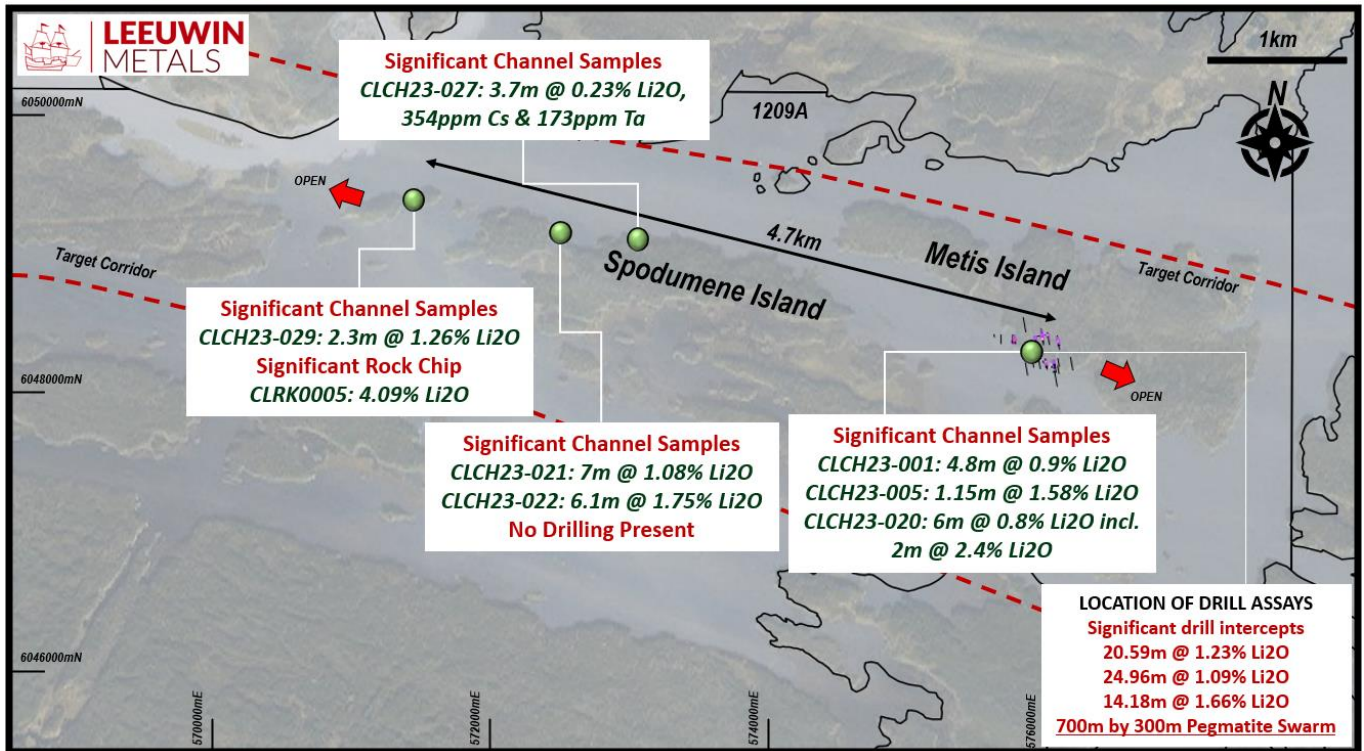 LEEUWIN
METALS
Significant Channel Samples
CLCH23-027: 3.7m @ 0.23% Li2O,
354ppm Cs & 173ppm Ta
1km
N
6050000mN
1209A
OPEN
4.7km
Metis Island
Spodumene Island
Target Corridor
Target Corridor
Significant Channel Samples
CLCH23-029: 2.3m @ 1.26% Li2O
Significant Rock Chip
CLRK0005: 4.09% Li2O
6048000mN
OPEN
Significant Channel Samples
CLCH23-021: 7m @ 1.08% Li2O
CLCH23-022: 6.1m @ 1.75% Li2O
No Drilling Present
Significant Channel Samples
CLCH23-001: 4.8m @ 0.9% Li2O
CLCH23-005: 1.15m @ 1.58% Li2O
CLCH23-020: 6m @ 0.8% Li2O incl.
2m @ 2.4% Li2O
LOCATION OF DRILL ASSAYS
Significant drill intercepts
20.59m @ 1.23% Li2O
24.96m @ 1.09% Li2O
14.18m @ 1.66% Li2O
700m by 300m Pegmatite Swarm
6046000mN
570000mE
572000mE
574000mE
576000mE